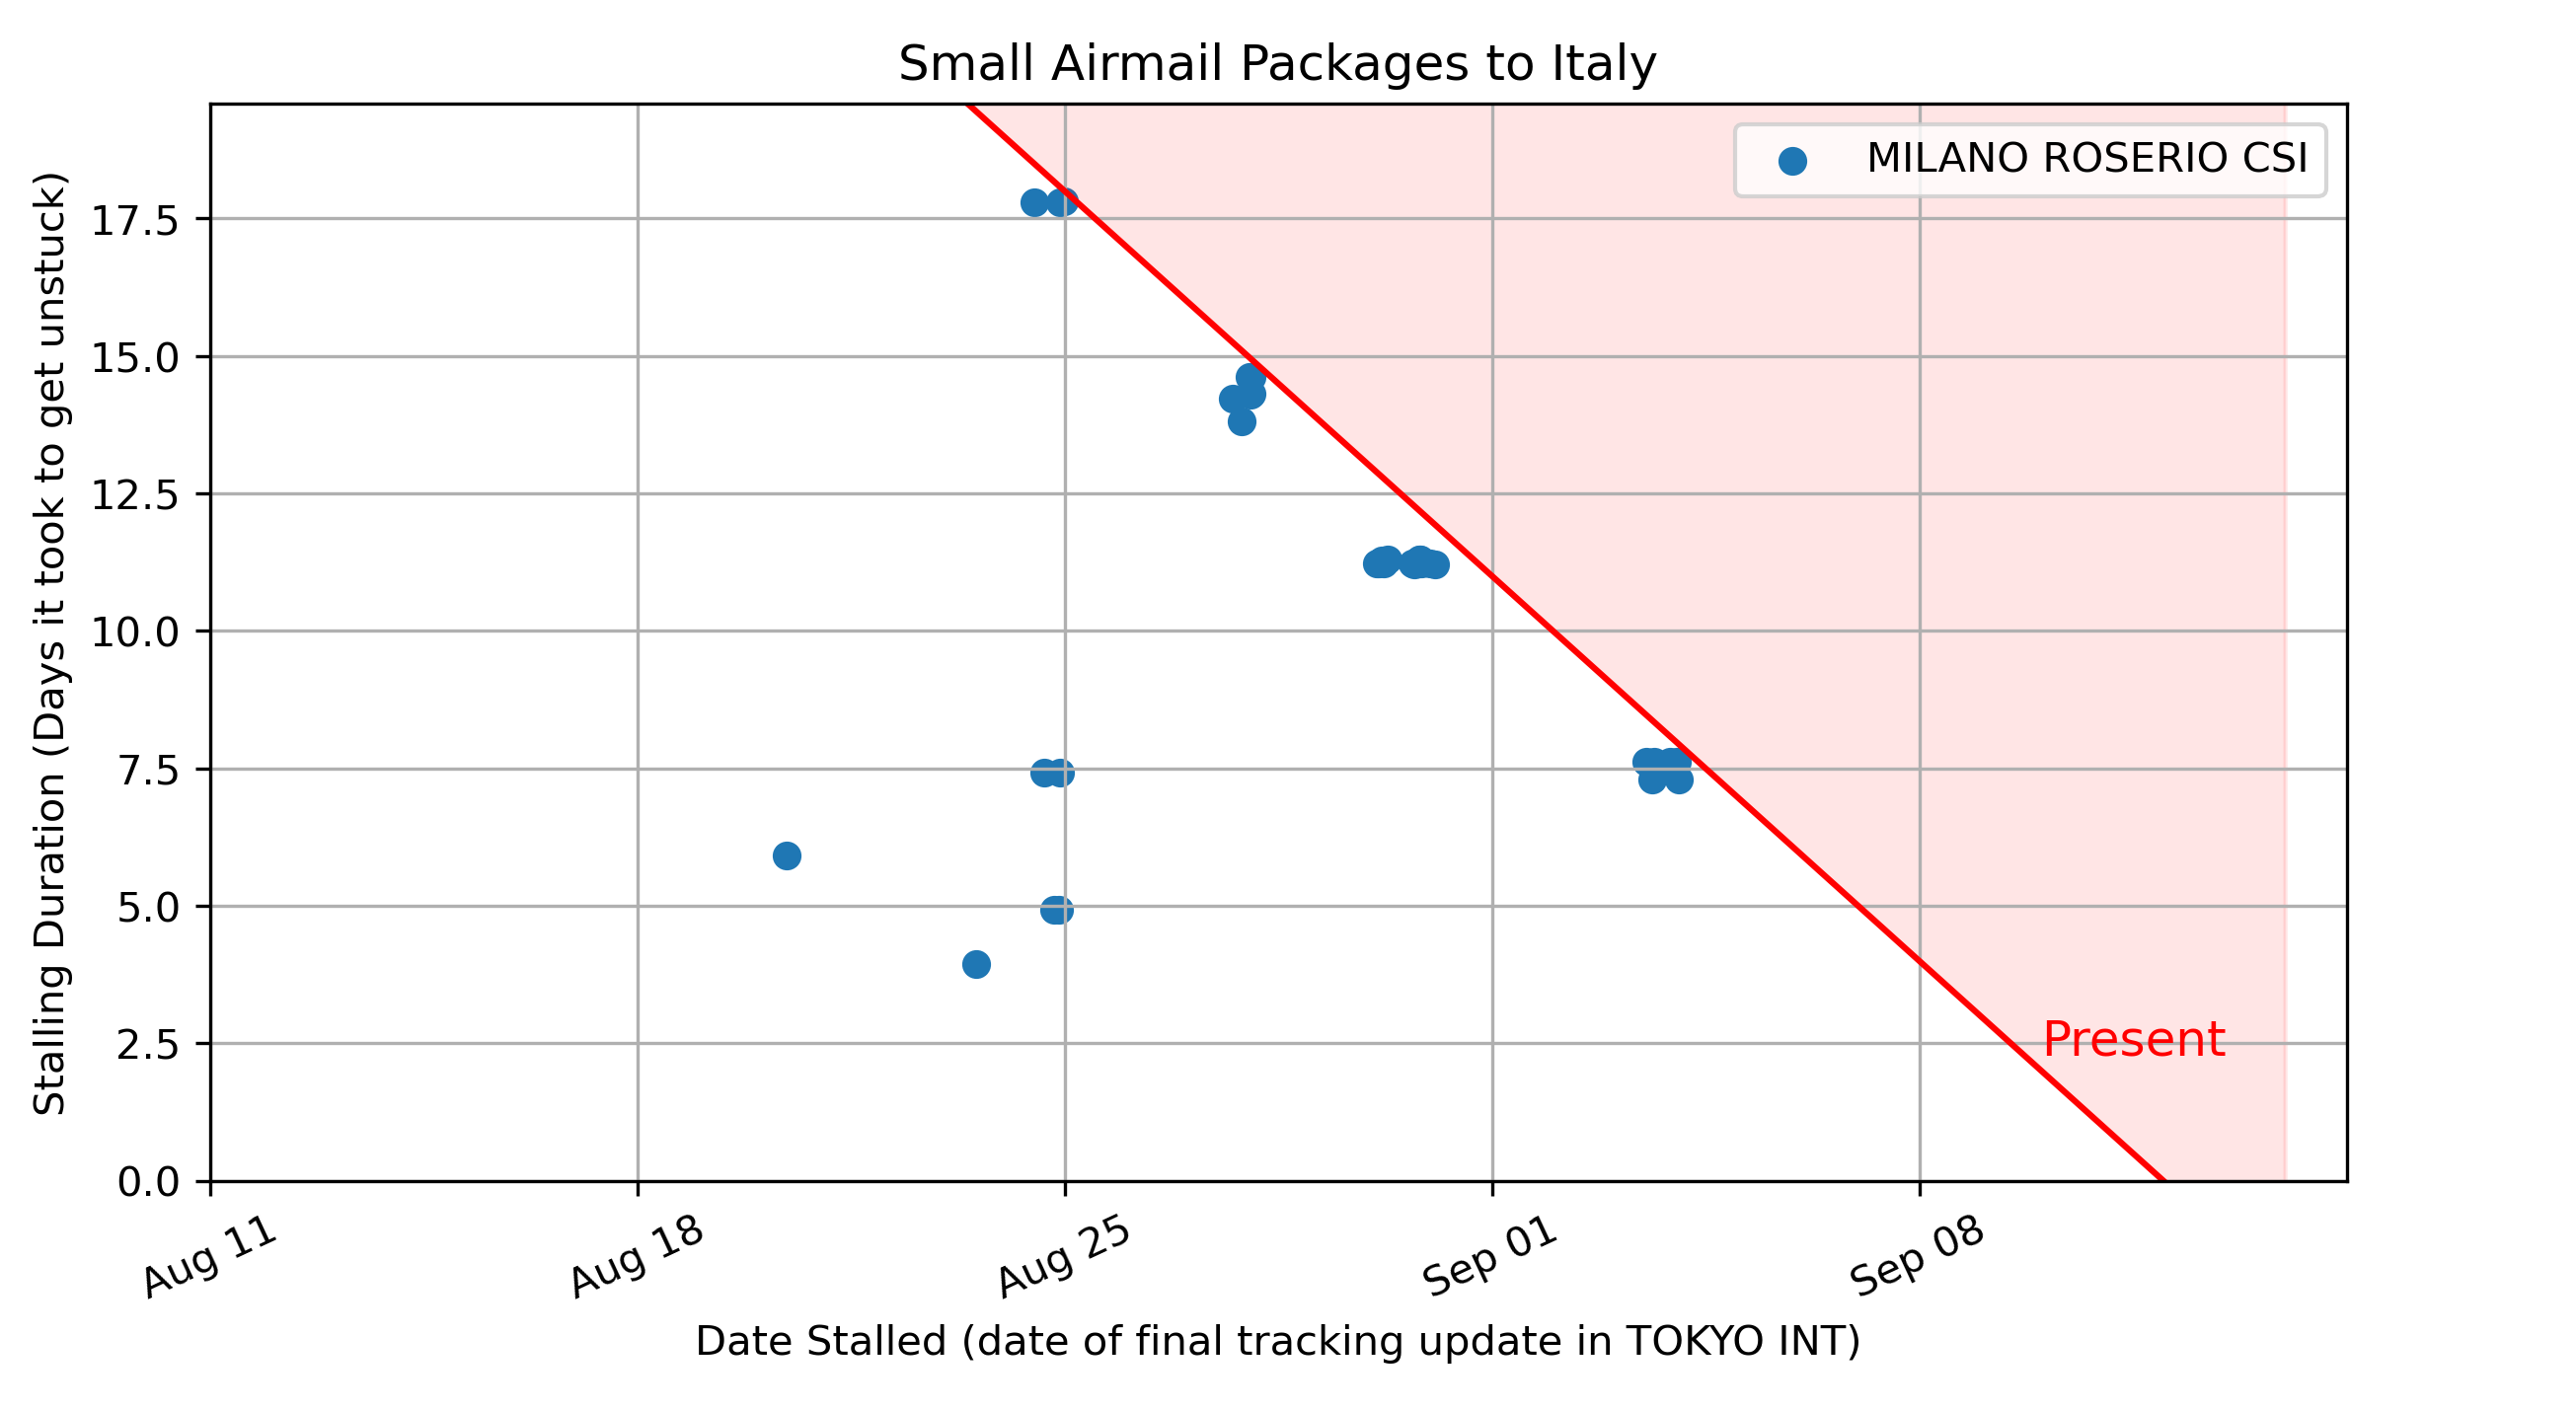 Small Airmail Packages to Italy
MILANO ROSERIO CSI
Stalling Duration (Days it took to get unstuck)
17.5
15.0
12.5
10.0
7.5
5.0
2.5
0.0
Present
Aug 11
Aug 18
Aug 25
Sep 01
Sep 08
Date Stalled (date of final tracking update in TOKYO INT)